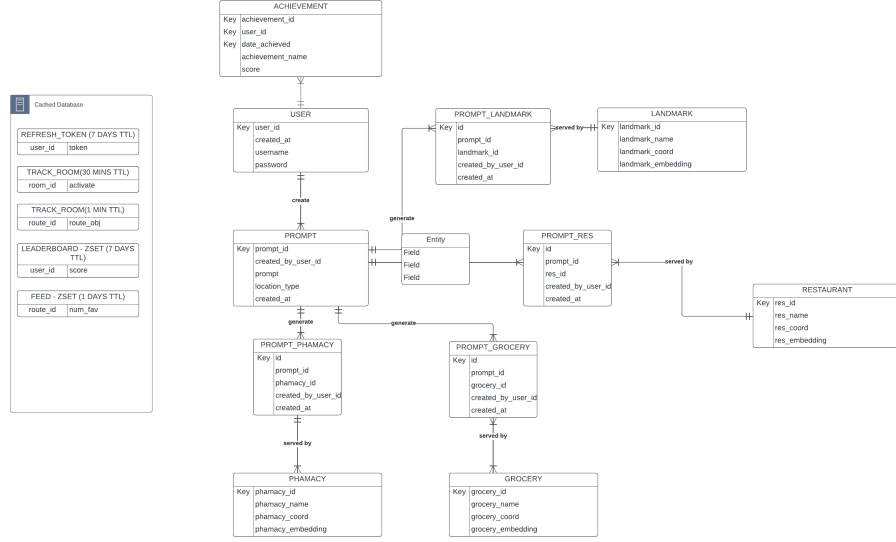 ACHIEVEMENT
Key achievement_id
Key user_id
Key date_achieved
achievement_name
score
Cached Database
REFRESH_TOKEN (7 DAYS TTL)
user_id token
TRACK_ROOM(30 MINS TTL)
room_id activate
TRACK_ROOM(1 MIN TTL)
route_id route_obj
LEADERBOARD - ZSET (7 DAYS
TTL)
user_id score
FEED - ZSET (1 DAYS TTL)
route_id num_fav
USER
Key user_id
created_at
username
password
PROMPT_LANDMARK
Key id
prompt_id
landmark_id
created_by_user_id
created_at
served by
LANDMARK
Key landmark_id
landmark_name
landmark_coord
landmark_embedding
create
generate
PROMPT
Key prompt_id
created_by_user_id
prompt
location_type
created_at
Entity
Field
Field
Field
PROMPT_RES
Key id
prompt_id
res_id
created_by_user_id
created_at
served by
RESTAURANT
Key res_id
res_name
res_coord
res_embedding
generate
generate
PROMPT_PHAMACY
Key id
prompt_id
phamacy_id
created_by_user_id
created_at
PROMPT_GROCERY
Key id
prompt_id
grocery_id
created_by_user_id
created_at
served by
served by
PHAMACY
Key phamacy_id
phamacy_name
phamacy_coord
phamacy_embedding
GROCERY
Key grocery_id
grocery_name
grocery_coord
grocery_embedding